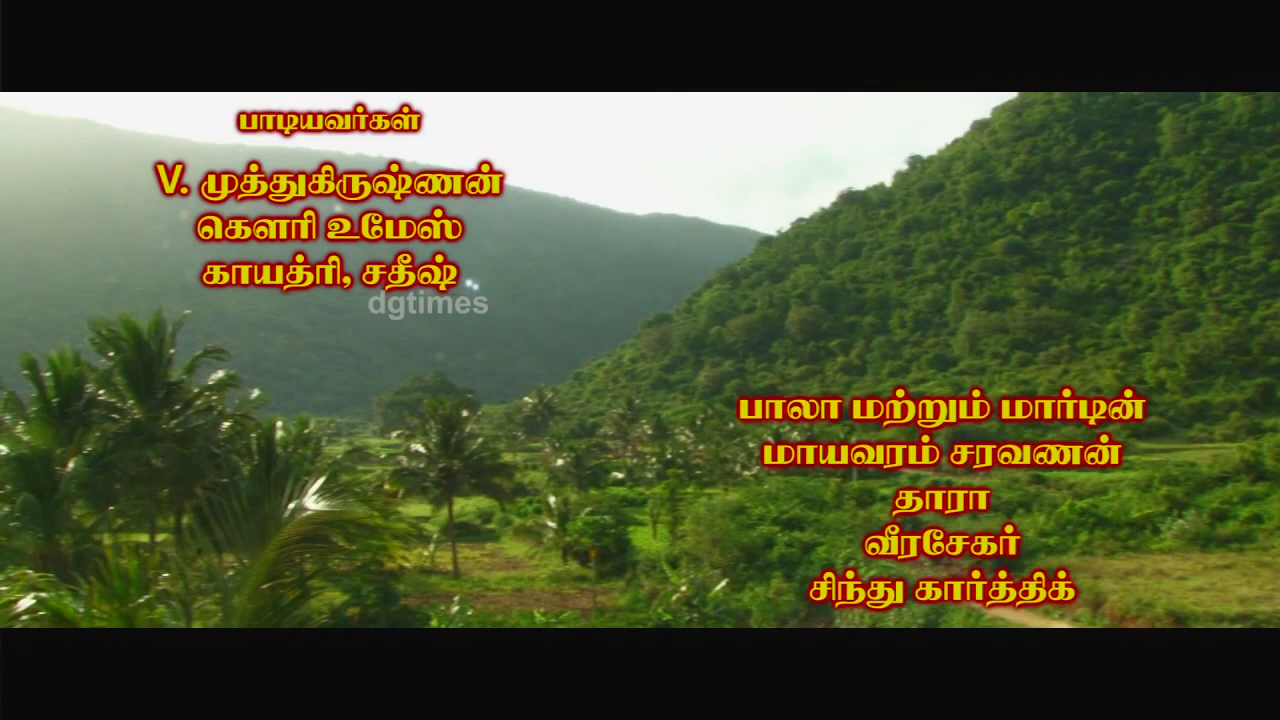 பாடியவர்கள்
V. முத்துகிருஷ்ணன்
கௌரி உமேஸ்
காயத்ரி, சதீஷ்
dgtimes
பாலா மற்றும் மார்டின்
மாயவரம் சரவணன்
தாரா
வீரசேகர்
சிந்து கார்த்திக்